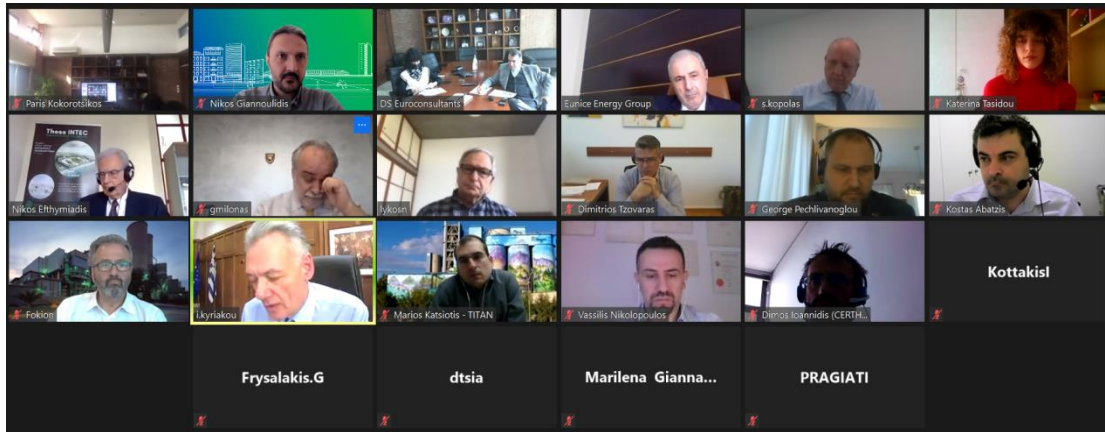 Paris Kokorotsikos
Nikos Giannoulidis
DS Euroconsultants
Eunice Energy Group
s.kopolas
Katerina Tasidou
Thess INTEC
Nikos Efthymiadis
gmilonas
lykosn
Dimitrios Tzovaras
George Pechlivanoglou
Kostas Abatzis
Fokion
i.kyriakou
Marios Katsiotis - TITAN
Vassilis Nikolopoulos
Dimos Ioannidis (CERTH...
Kottakisl
Frysalakis.G
dtsia
Marilena Gianna...
PRAGIATI